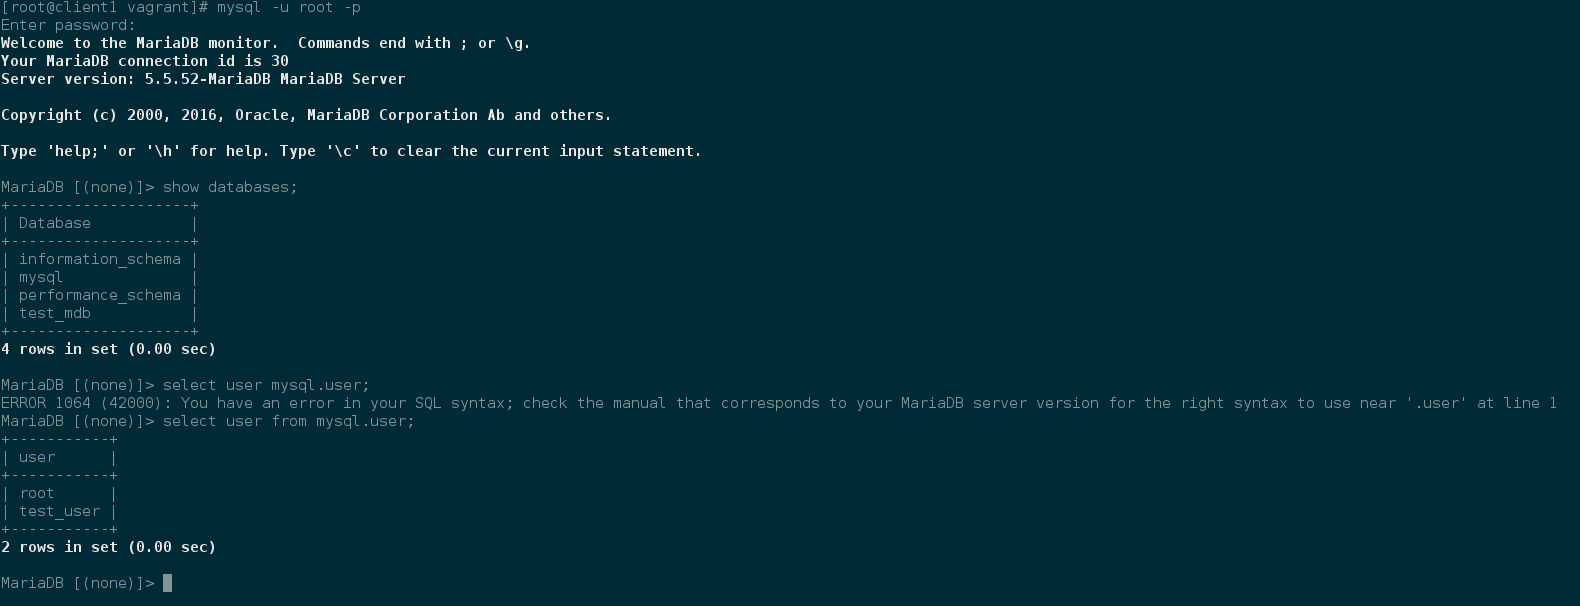 [root@client1 vagrant]# mysql -u root -p
Enter password:
Welcome to the MariaDB monitor.  Commands end with ; or \g.
Your MariaDB connection id is 30
Server version: 5.5.52-MariaDB MariaDB Server

Copyright (c) 2000, 2016, Oracle, MariaDB Corporation Ab and others.

Type 'help;' or '\h' for help. Type '\c' to clear the current input statement.

MariaDB [(none)]> show databases;
+--------------------+
| Database           |
+--------------------+
| information_schema |
| mysql              |
| performance_schema |
| test_mdb           |
+--------------------+
4 rows in set (0.00 sec)

MariaDB [(none)]> select user mysql.user;
ERROR 1064 (42000): You have an error in your SQL syntax; check the manual that corresponds to your MariaDB server version for the right syntax to use near '.user' at line 1
MariaDB [(none)]> select user from mysql.user;
+-----------+
| user      |
+-----------+
| root      |
| test_user |
+-----------+
2 rows in set (0.00 sec)

MariaDB [(none)]>